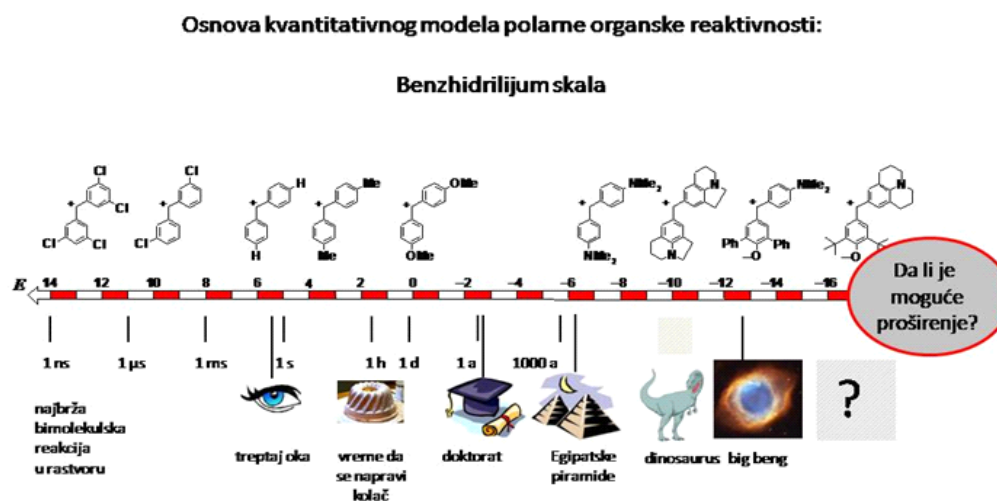 Osnova kvantitativnog modela polarne organske reaktivnosti:
Benzhidrilijum skala
Cl
Cl
Cl
Cl
Cl
Cl
H
H
Me
Me
OMe
OMe
NMe2
NMe2
N
N
NMe2
Ph
Ph
O
N
O
E
14 12 10 8 6 4 2 0 -2 -4 -6 -8 -10 -12 -14 -16
Da li je
moguće
proširenje?
1 ns 1 μs 1 ms 1 s 1 h 1 d 1 a 1000 a
najbrža
bimolekulska
reakcija
u rastvoru
treptaj oka
vreme da
se napravi
kolač
doktorat
Egipatske
piramide
dinosaurus
big beng
?